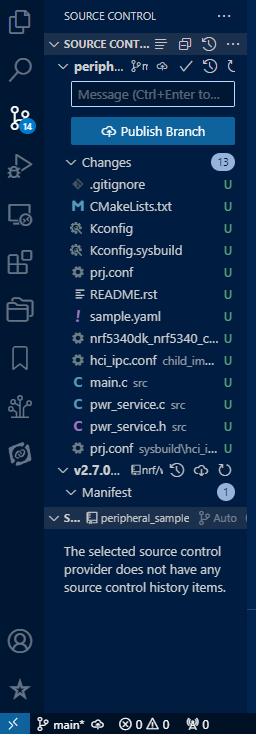 SOURCE CONTROL
SOURCE CONT...
periph...
Message (Ctrl+Enter to...
Publish Branch
Changes 13
.gitignore U
CMakeLists.txt U
Kconfig U
Kconfig.sysbuild U
prj.conf U
README.rst U
sample.yaml U
nrf5340dk_nrf5340_c... U
hci_ipc.conf child_im... U
main.c src U
pwr_service.c src U
pwr_service.h src U
prj.conf sysbuild\hci_i... U
v2.7.0... nrf/v
Manifest 1
S... peripheral_sample Auto
The selected source control
provider does not have any
source control history items.
14
main* 0 0 0